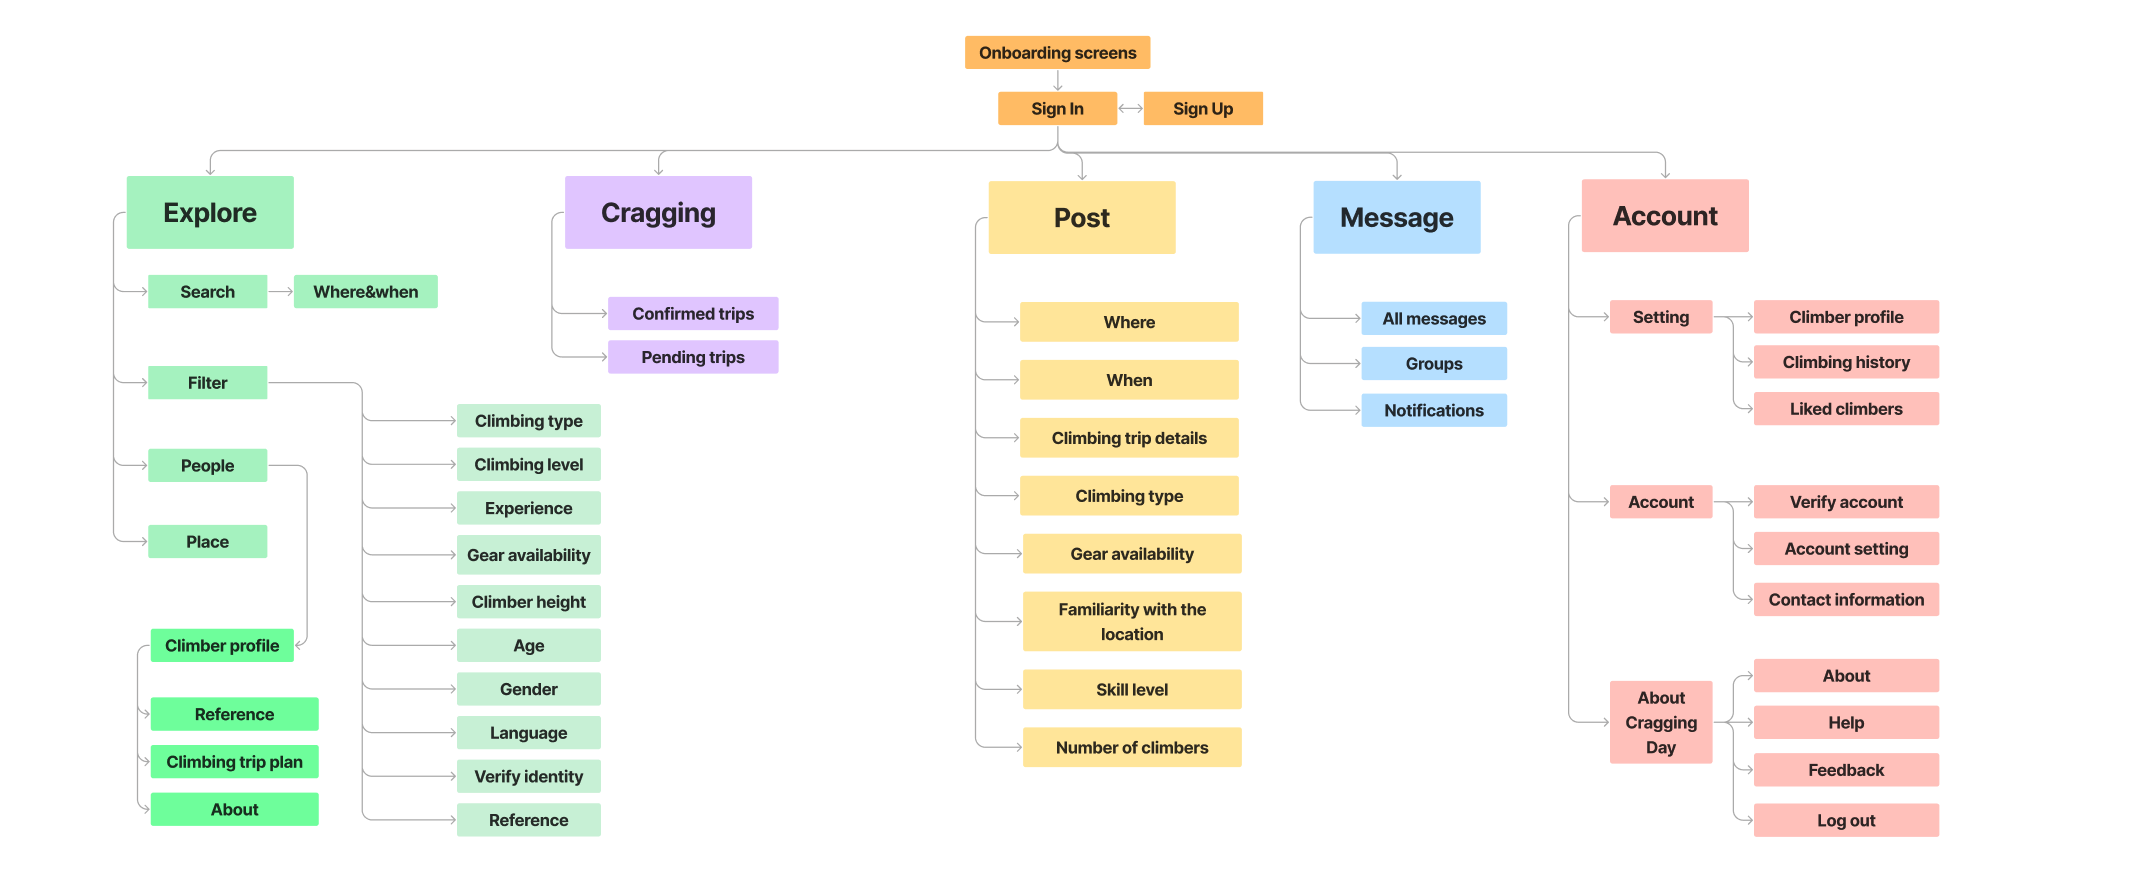 Onboarding screens
Sign In
Sign Up
Explore
Search
Where&when
Filter
People
Place
Climber profile
Reference
Climbing trip plan
About
Climbing type
Climbing level
Experience
Gear availability
Climber height
Age
Gender
Language
Verify identity
Reference
Cragging
Confirmed trips
Pending trips
Post
Where
When
Climbing trip details
Climbing type
Gear availability
Familiarity with the
location
Skill level
Number of climbers
Message
All messages
Groups
Notifications
Account
Setting
Climber profile
Climbing history
Liked climbers
Account
Verify account
Account setting
Contact information
About
Cragging
Day
About
Help
Feedback
Log out